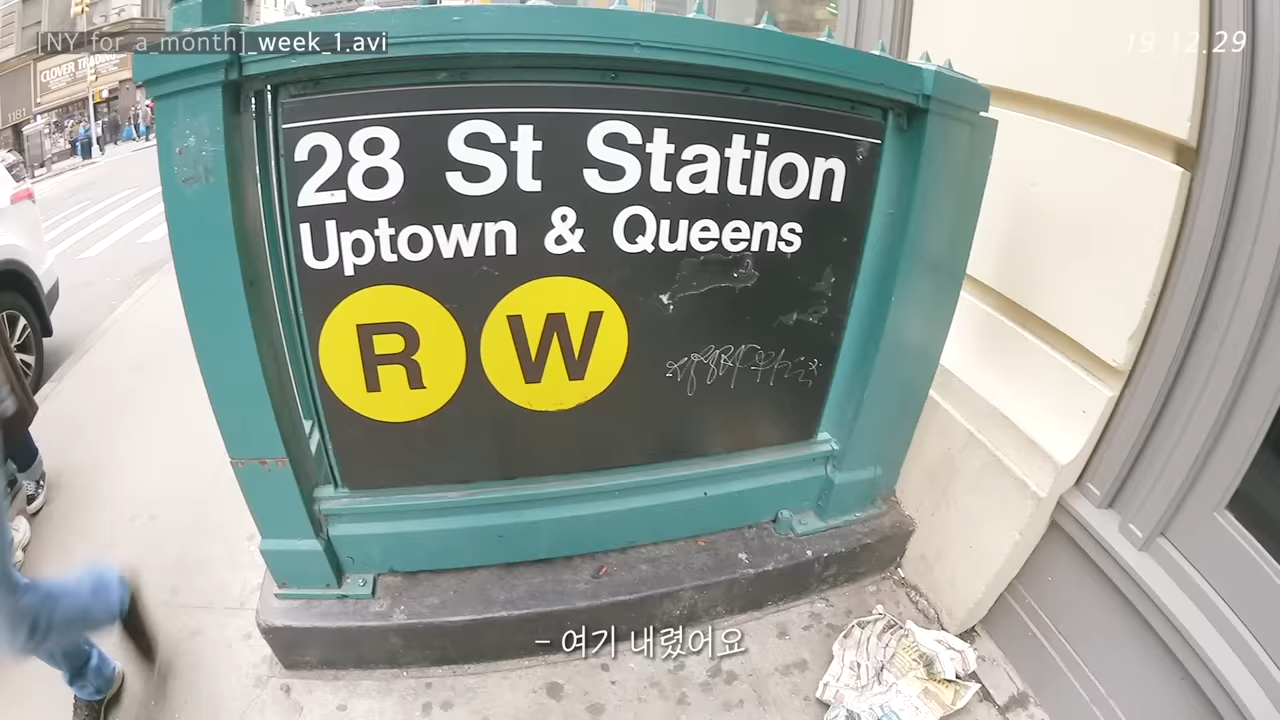 [NY for a month]_week_1.avi
19.12.29
CLOVER TRADING
1181
28 St Station
Uptown & Queens
R W
- 여기 내렸어요